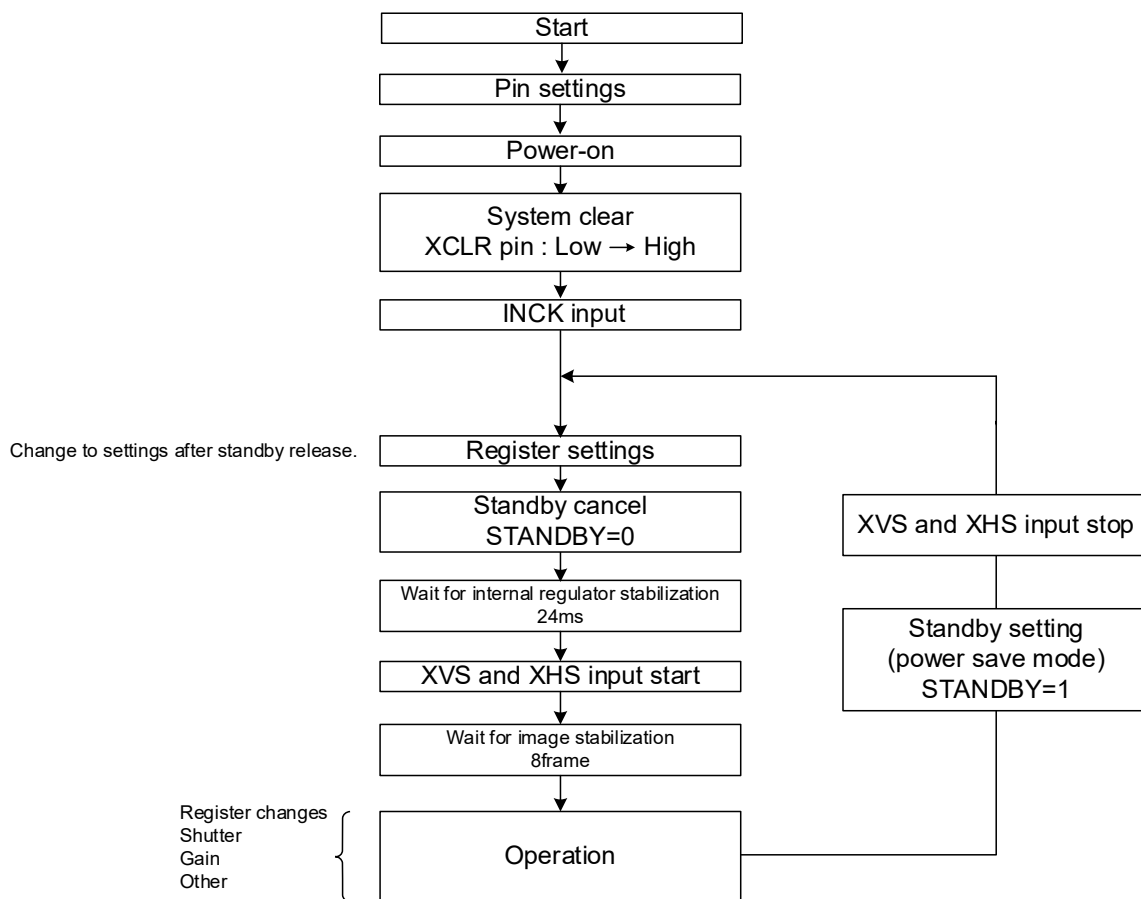 Start
Pin settings
Power-on
System clear
XCLR pin : Low → High
INCK input
Change to settings after standby release.
Register settings
Standby cancel
STANDBY=0
Wait for internal regulator stabilization
24ms
XVS and XHS input start
Wait for image stabilization
8frame
Register changes
Shutter
Gain
Other
Operation
XVS and XHS input stop
Standby setting
(power save mode)
STANDBY=1